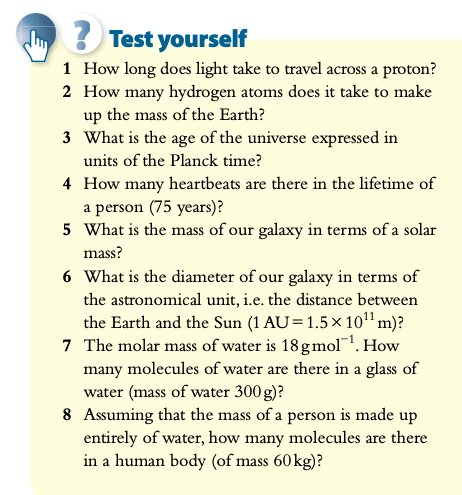 ? Test yourself
1 How long does light take to travel across a proton?
2 How many hydrogen atoms does it take to make
up the mass of the Earth?
3 What is the age of the universe expressed in
units of the Planck time?
4 How many heartbeats are there in the lifetime of
a person (75 years)?
5 What is the mass of our galaxy in terms of a solar
mass?
6 What is the diameter of our galaxy in terms of
the astronomical unit, i.e. the distance between
the Earth and the Sun (1 AU = 1.5 × 10¹¹ m)?
7 The molar mass of water is 18 g mol⁻¹. How
many molecules of water are there in a glass of
water (mass of water 300 g)?
8 Assuming that the mass of a person is made up
entirely of water, how many molecules are there
in a human body (of mass 60 kg)?